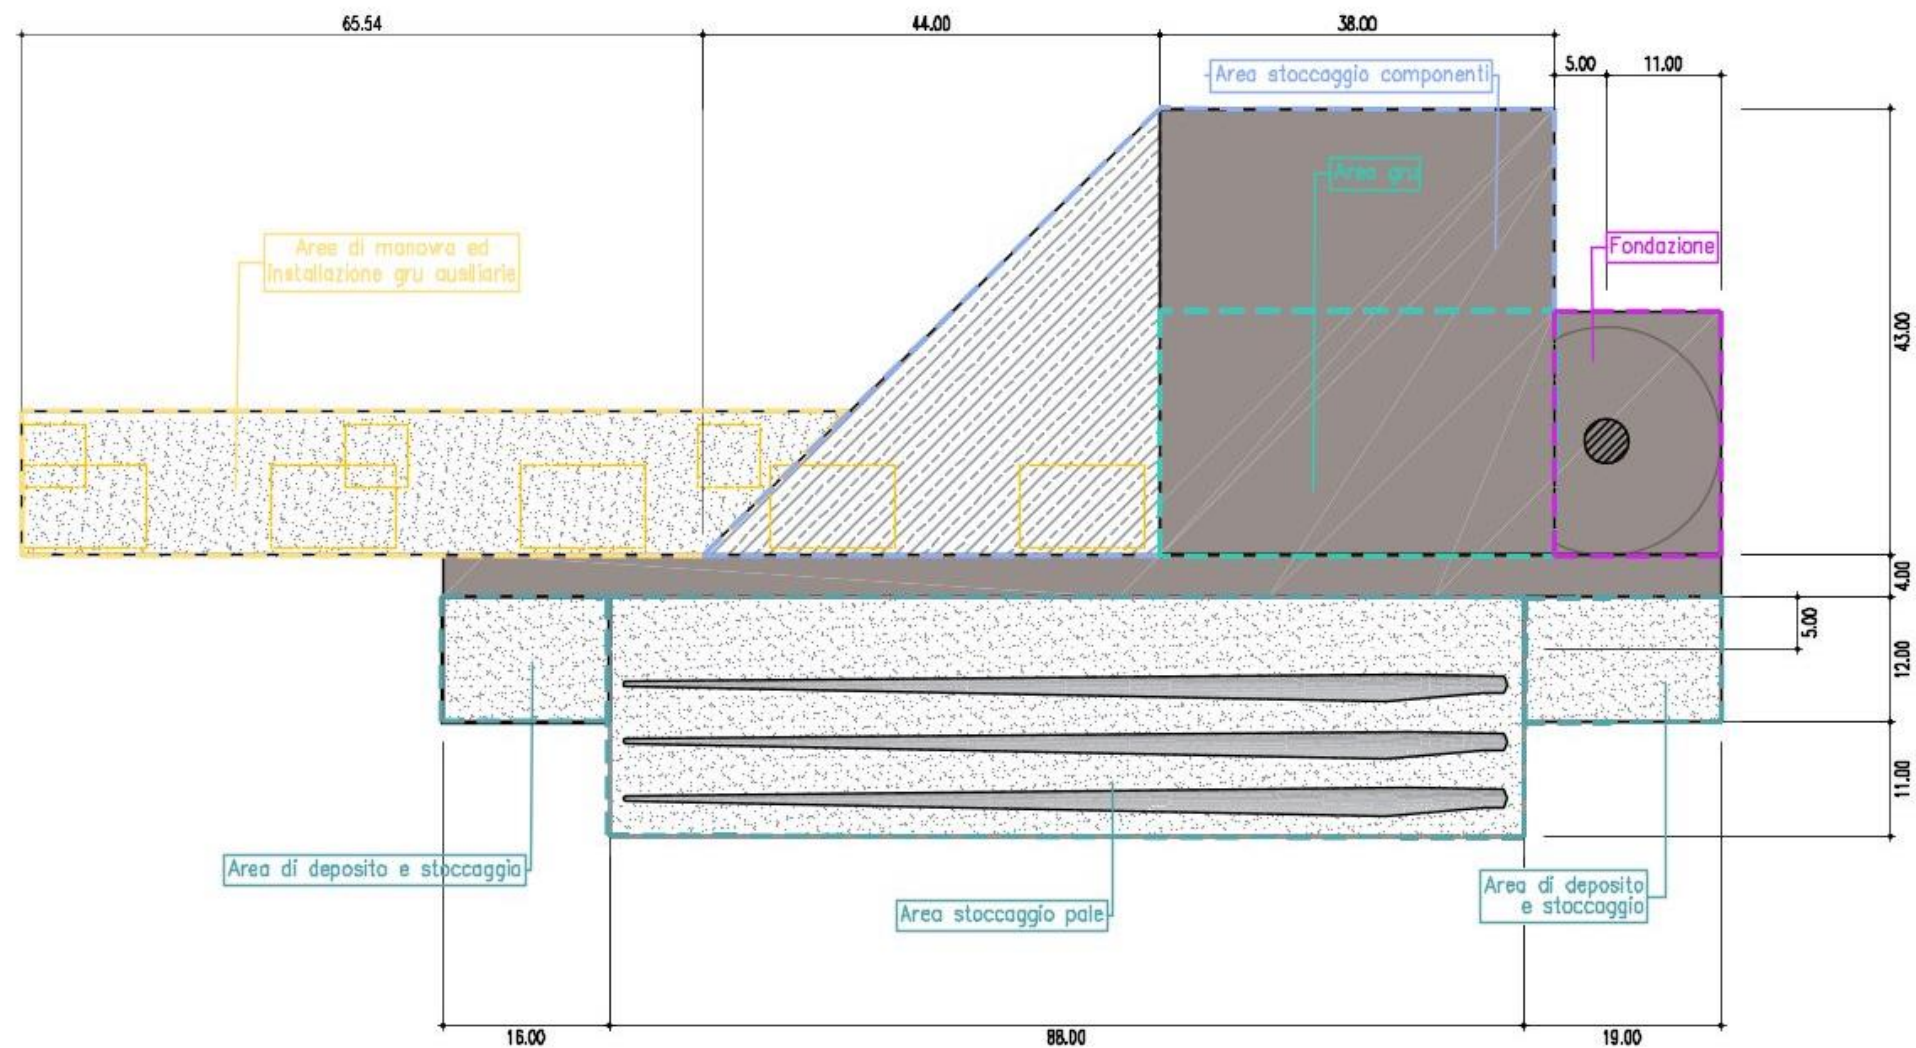 65.54
44.00
38.00
5.00
11.00
Area stoccaggio componenti
Area gru
Aree di manovra ed
installazione gru ausiliarie
Fondazione
43.00
4.00
5.00
12.00
11.00
Area di deposito e stoccaggio
Area stoccaggio pale
Area di deposito
e stoccaggio
16.00
88.00
19.00